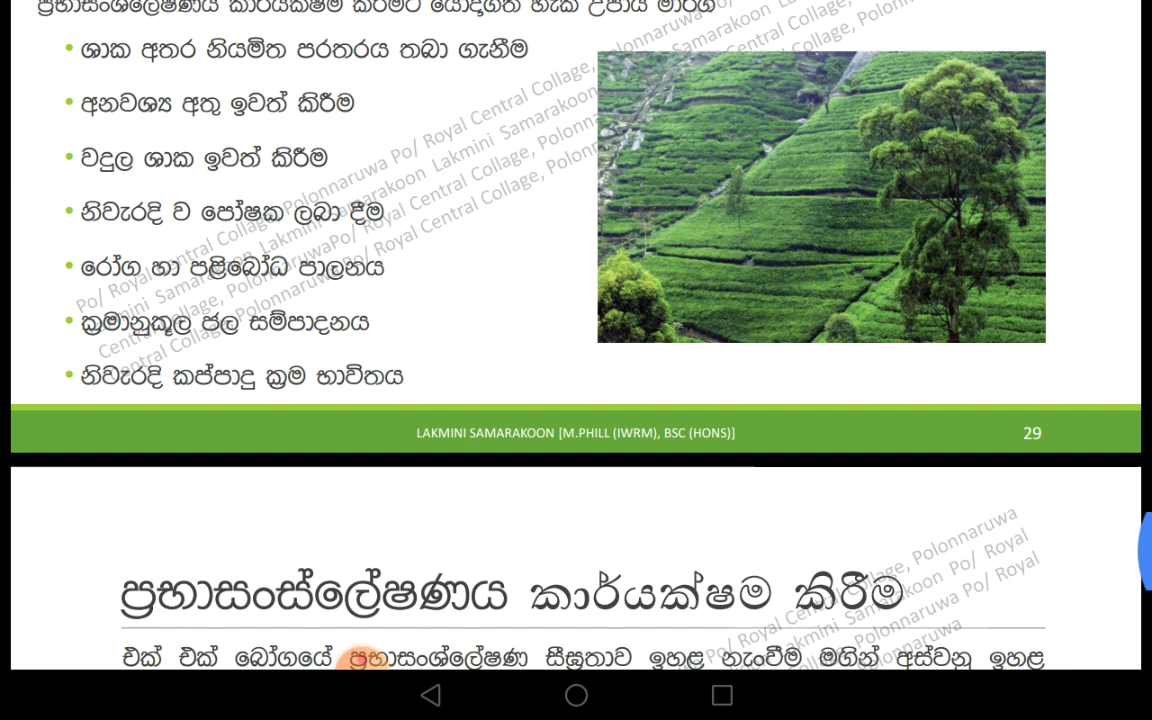 ප්‍රභාසංශ්ලේෂණය කාර්යක්ෂම කිරීමට යොදාගත හැකි උපාය මාර්ග
• ශාක අතර නියමිත පරතරය තබා ගැනීම
• අනවශ්‍ය අතු ඉවත් කිරීම
• වදුල ශාක ඉවත් කිරීම
• නිවැරදි ව පෝෂක ලබා දීම
• රෝග හා පළිබෝධ පාලනය
• ක්‍රමානුකූල ජල සම්පාදනය
• නිවැරදි කප්පාදු ක්‍රම භාවිතය
LAKMINI SAMARAKOON [M.PHILL (IWRM), BSC (HONS)]
29
ප්‍රභාසංස්ලේෂණය කාර්යක්ෂම කිරීම
එක් එක් බෝගයේ ප්‍රභාසංශ්ලේෂණ සීඝ්‍රතාව ඉහළ නැංවීම මගින් අස්වනු ඉහළ